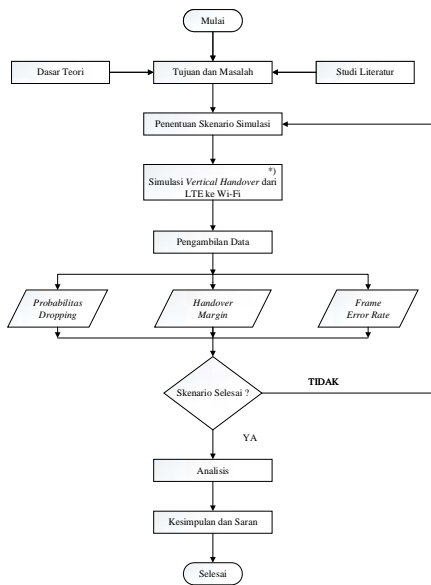 Mulai
Dasar Teori
Tujuan dan Masalah
Studi Literatur
Penentuan Skenario Simulasi
*)
Simulasi Vertical Handover dari
LTE ke Wi-Fi
Pengambilan Data
Probabilitas
Dropping
Handover
Margin
Frame
Error Rate
Skenario Selesai ?
TIDAK
YA
Analisis
Kesimpulan dan Saran
Selesai